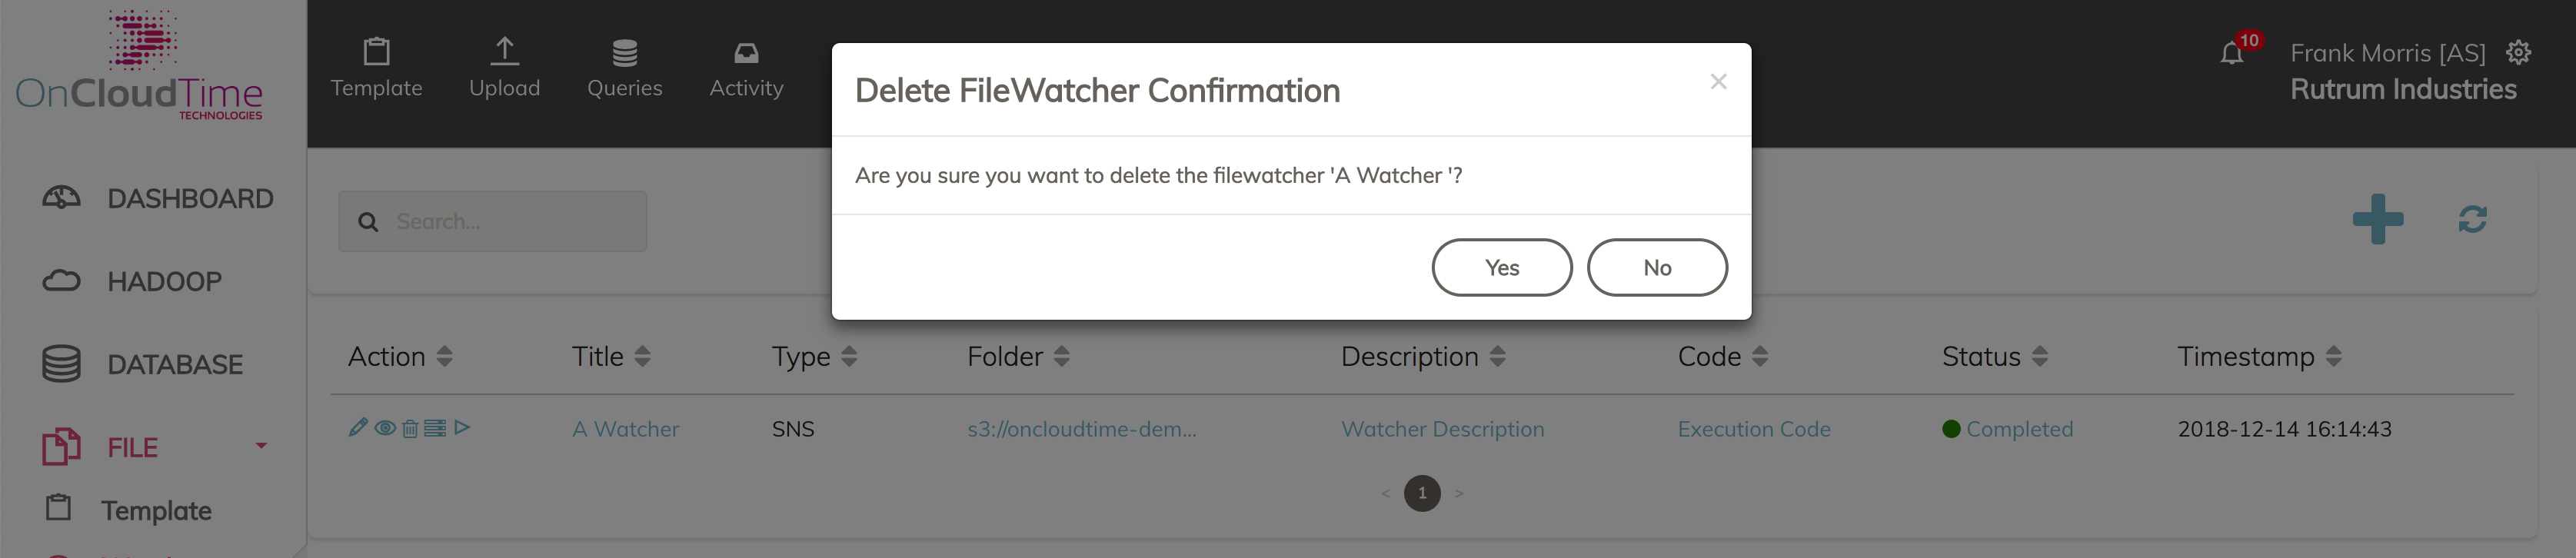 OnCloudTime
TECHNOLOGIES
Template
Upload
Queries
Activity
10
Frank Morris [AS]
Rutrum Industries
Delete FileWatcher Confirmation
×
Are you sure you want to delete the filewatcher 'A Watcher '?
Yes
No
DASHBOARD
HADOOP
DATABASE
FILE
Template
Search...
Action Title Type Folder Description Code Status Timestamp
A Watcher SNS s3://oncloudtime-dem... Watcher Description Execution Code Completed 2018-12-14 16:14:43
< 1 >